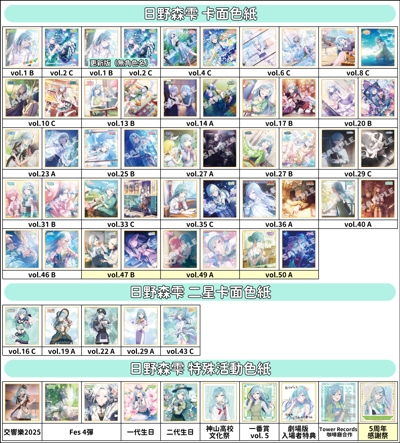 日野森雫 卡面色紙
更新版（無角色名）
vol.1 B vol.2 C vol.1 B vol.2 C vol.4 C vol.6 C vol.8 C
vol.10 C vol.13 B vol.14 A vol.17 B vol.20 B
vol.23 A vol.25 B vol.27 A vol.27 B vol.29 C
vol.31 B vol.33 C vol.35 C vol.36 A vol.40 A
vol.46 B vol.47 B vol.49 A vol.50 A
日野森雫 二星卡面色紙
vol.16 C vol.19 A vol.22 A vol.29 A vol.43 C
日野森雫 特殊活動色紙
交響樂2025 Fes 4彈 一代生日 二代生日 神山高校 一番賞 劇場版 Tower Records 5周年
文化祭 vol. 5 入場者特典 咖啡廳合作 感謝祭